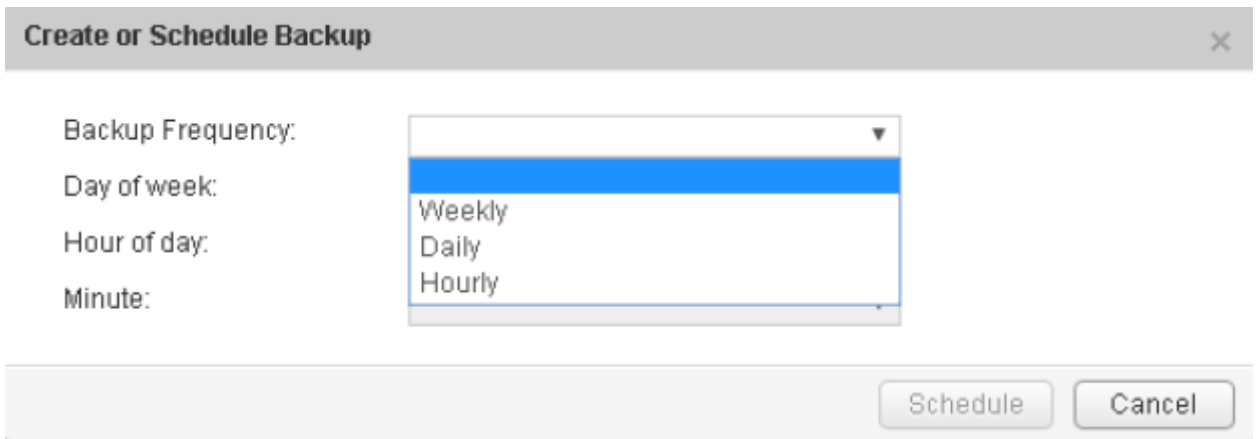 Create or Schedule Backup ×
Backup Frequency:
Day of week:
Weekly
Daily
Hour of day:
Hourly
Minute:
Schedule Cancel